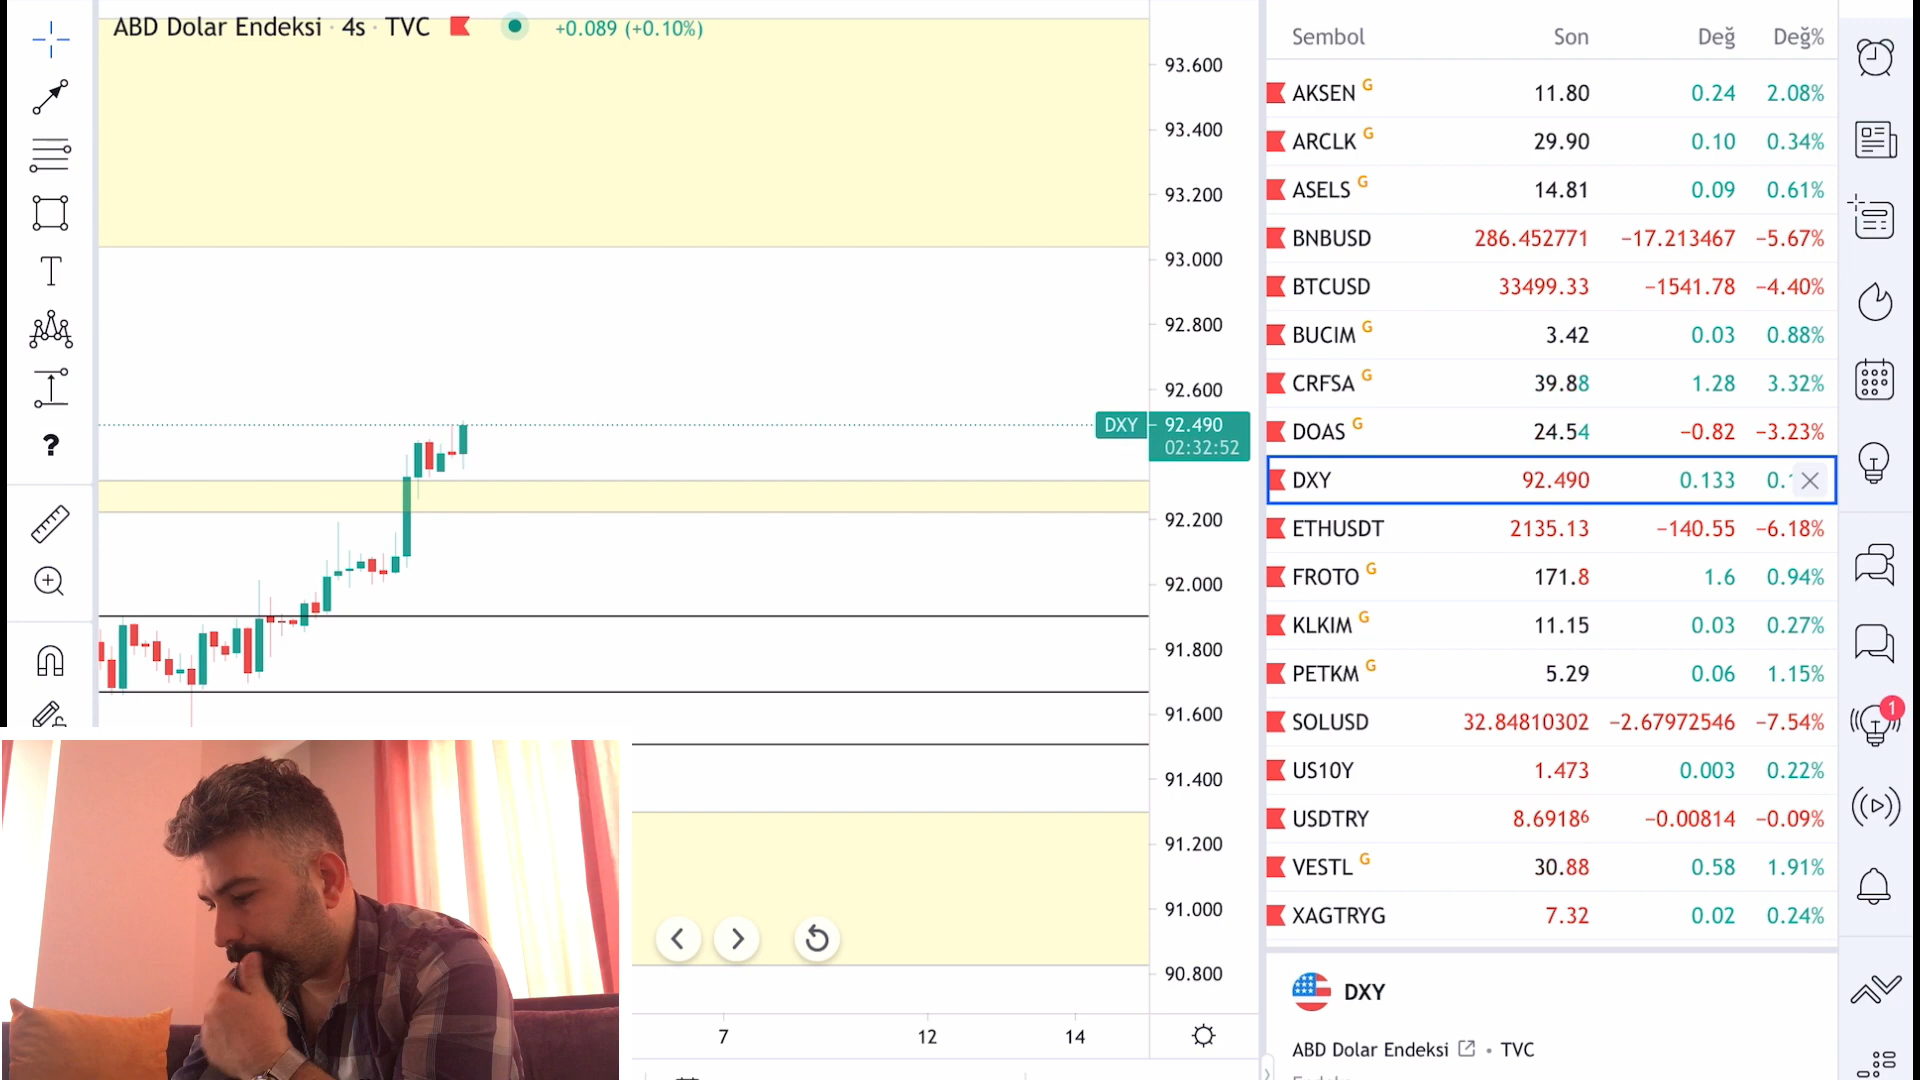 ABD Dolar Endeksi · 4s · TVC +0.089 (+0.10%)
93.600
93.400
93.200
93.000
92.800
92.600
DXY 92.490
02:32:52
92.200
92.000
91.800
91.600
91.400
91.200
91.000
90.800
7 12 14
T
?
Sembol Son Değ Değ%
AKSEN G 11.80 0.24 2.08%
ARCLK G 29.90 0.10 0.34%
ASELS G 14.81 0.09 0.61%
BNBUSD 286.452771 −17.213467 −5.67%
BTCUSD 33499.33 −1541.78 −4.40%
BUCIM G 3.42 0.03 0.88%
CRFSA G 39.88 1.28 3.32%
DOAS G 24.54 −0.82 −3.23%
DXY 92.490 0.133 0.1
ETHUSDT 2135.13 −140.55 −6.18%
FROTO G 171.8 1.6 0.94%
KLKIM G 11.15 0.03 0.27%
PETKM G 5.29 0.06 1.15%
SOLUSD 32.84810302 −2.67972546 −7.54%
US10Y 1.473 0.003 0.22%
USDTRY 8.69186 −0.00814 −0.09%
VESTL G 30.88 0.58 1.91%
XAGTRYG 7.32 0.02 0.24%
DXY
ABD Dolar Endeksi • TVC
1